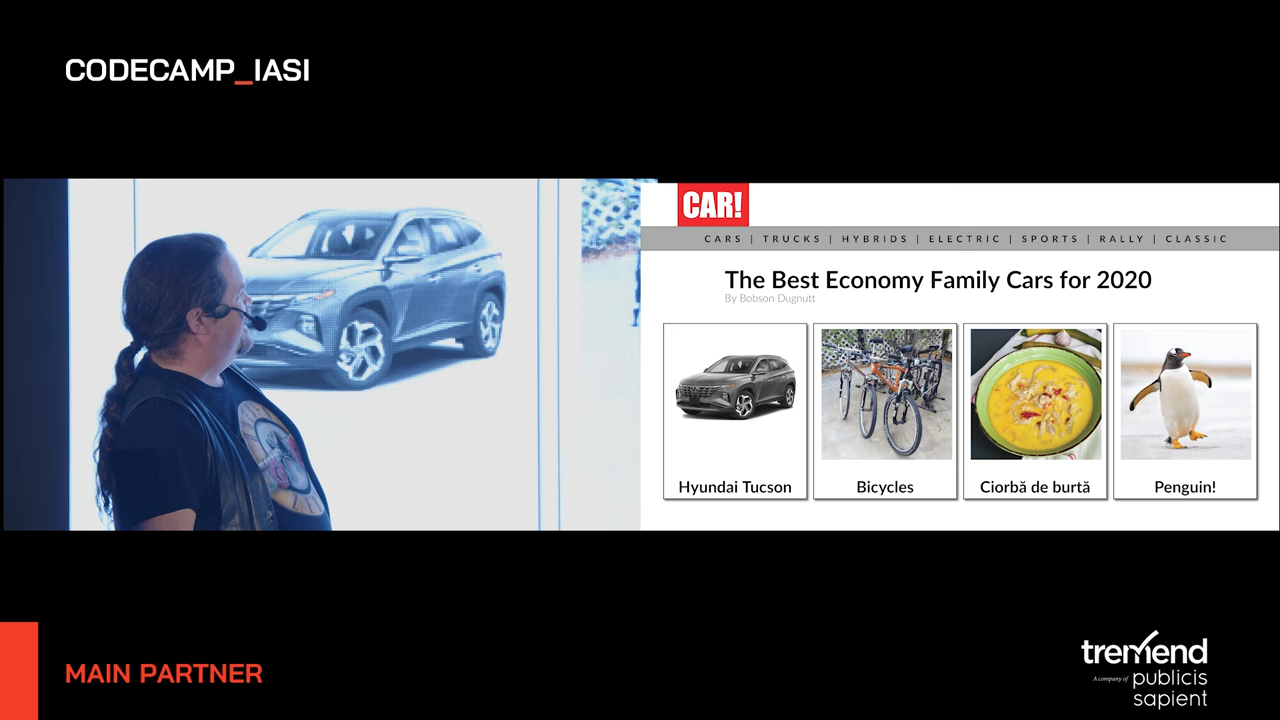 CODECAMP_IASI
CAR!
CARS | TRUCKS | HYBRIDS | ELECTRIC | SPORTS | RALLY | CLASSIC
The Best Economy Family Cars for 2020
By Bobson Dugnutt
Hyundai Tucson
Bicycles
Ciorbă de burtă
Penguin!
MAIN PARTNER
tremend
A company of publicis
sapient